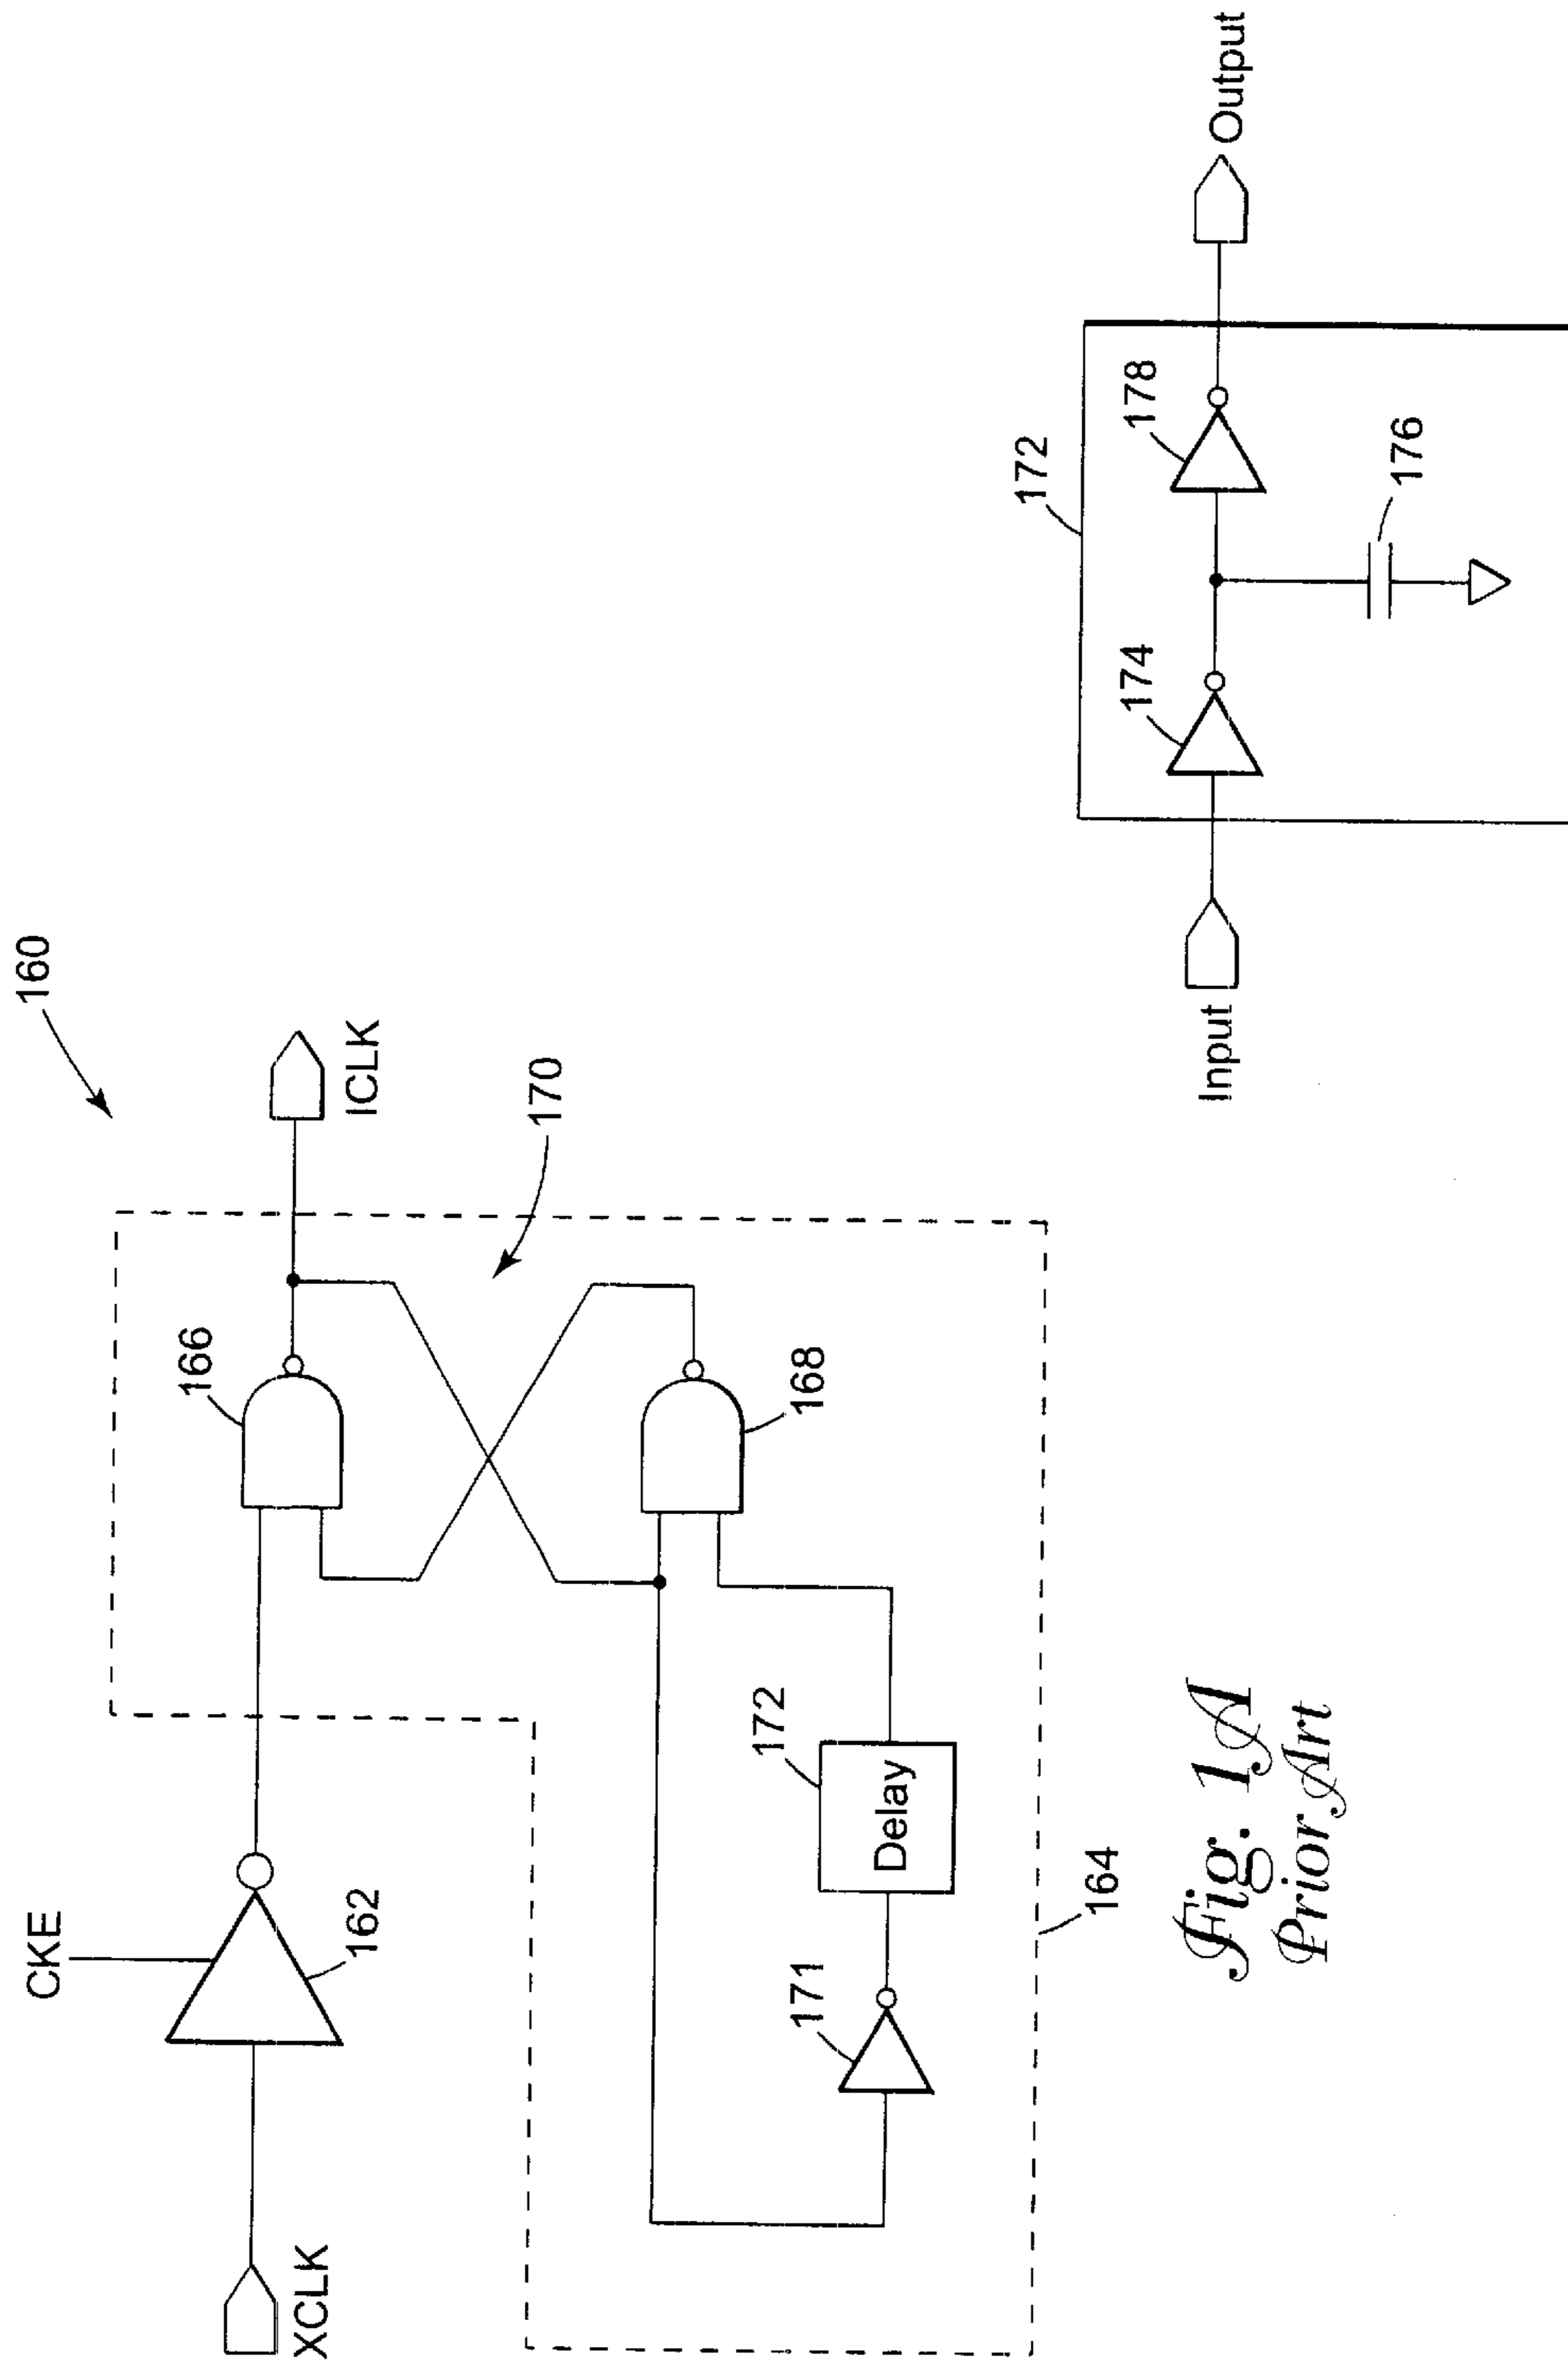 160
CKE
XCLK
162
166
ICLK
170
168
171
172
Delay
164
172
174
178
176
Input
Output
Fig. 1A
Prior Art